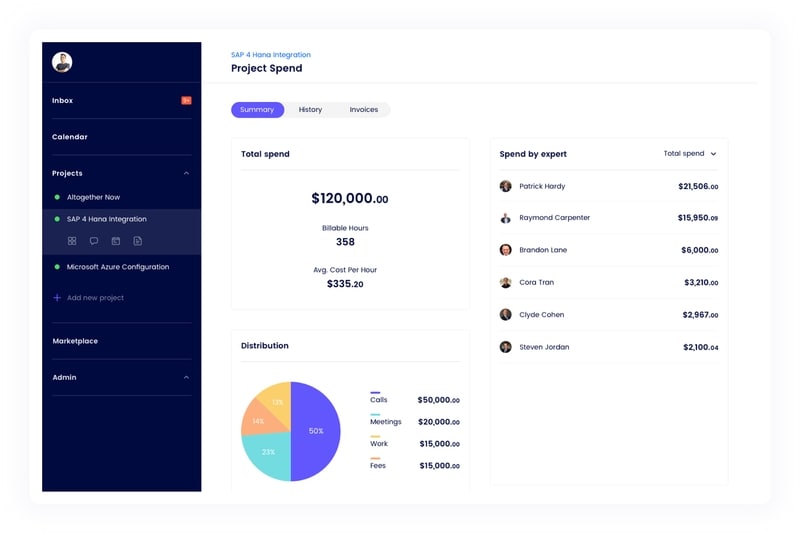 SAP 4 Hana Integration
Project Spend
Inbox
Calendar
Projects
Altogether Now
SAP 4 Hana Integration
Microsoft Azure Configuration
Add new project
Marketplace
Admin
Summary History Invoices
Total spend
$120,000.00
Billable Hours
358
Avg. Cost Per Hour
$335.20
Distribution
50%
23%
14%
13%
Calls $50,000.00
Meetings $20,000.00
Work $15,000.00
Fees $15,000.00
Spend by expert Total spend
Patrick Hardy $21,506.00
Raymond Carpenter $15,950.09
Brandon Lane $6,000.00
Cora Tran $3,210.00
Clyde Cohen $2,967.00
Steven Jordan $2,100.04